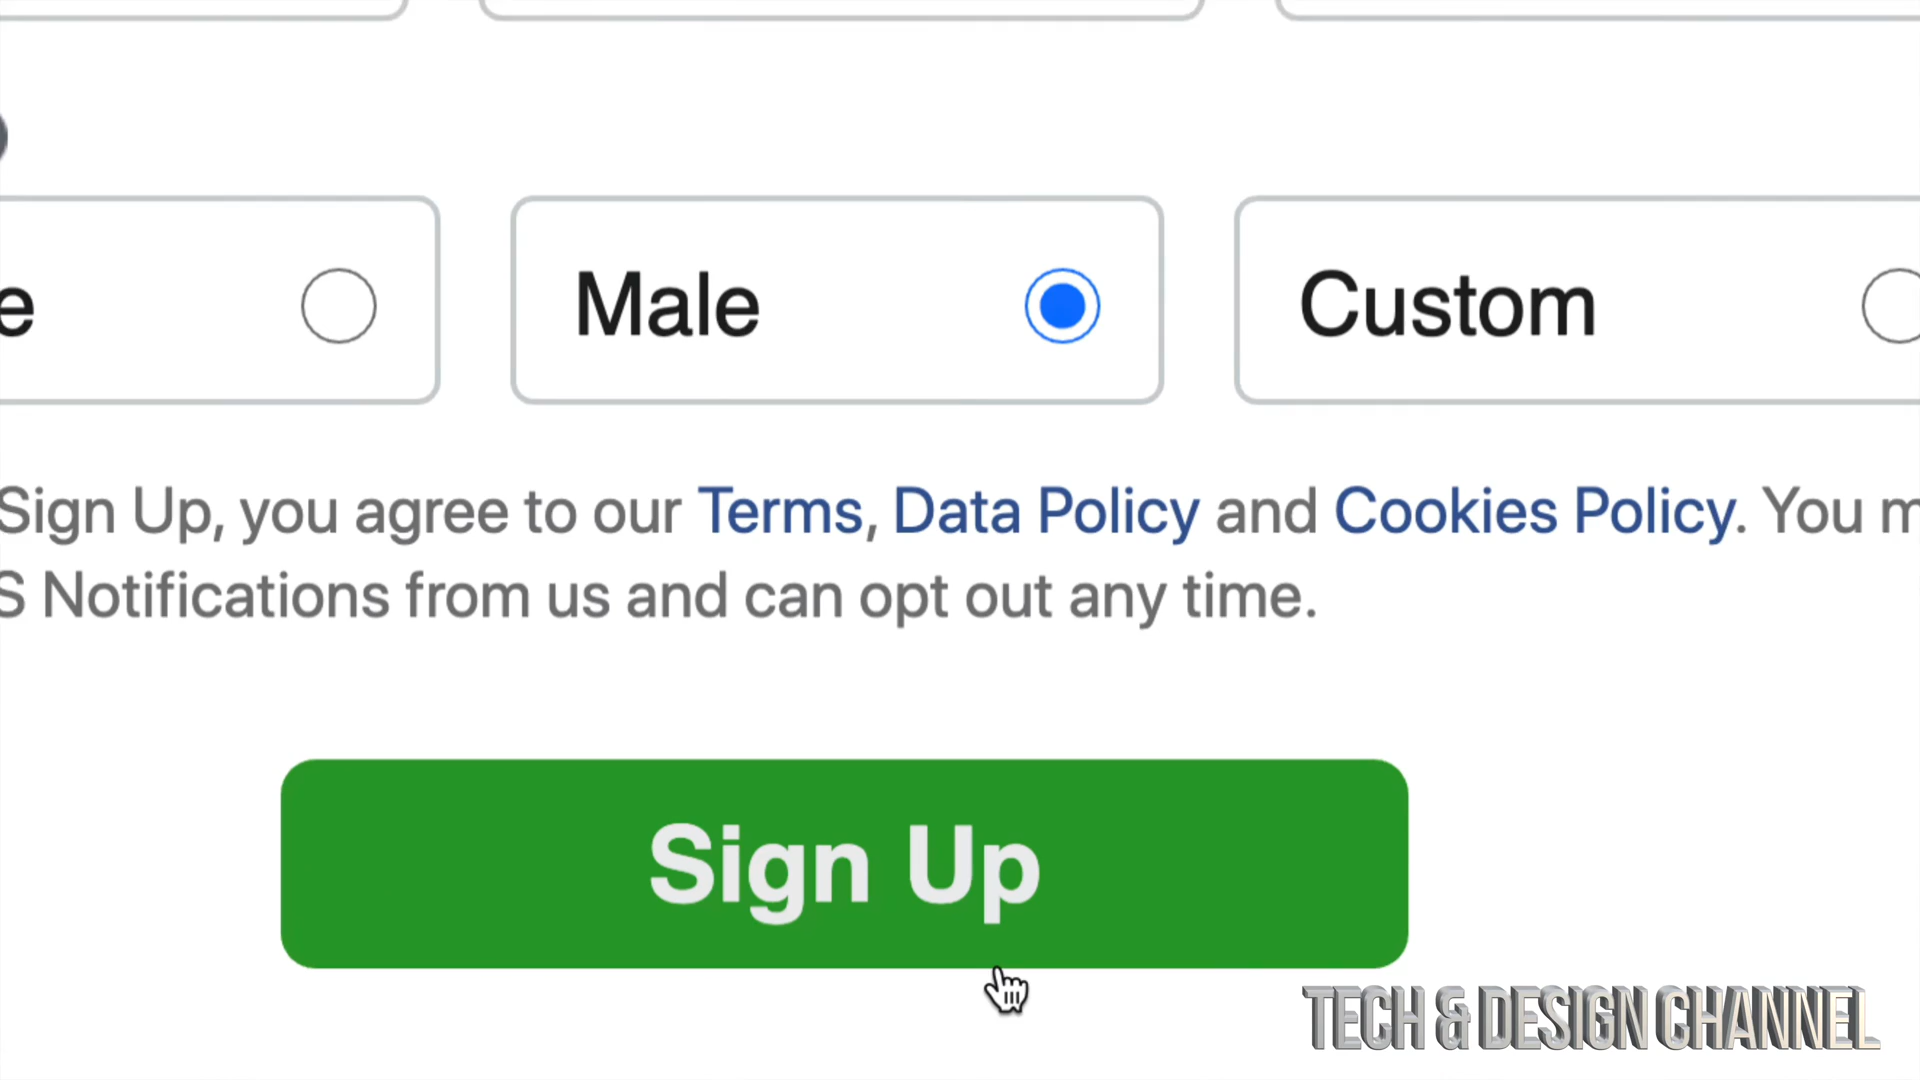 e Male Custom
Sign Up, you agree to our Terms, Data Policy and Cookies Policy. You m
S Notifications from us and can opt out any time.
Sign Up
TECH & DESIGN CHANNEL